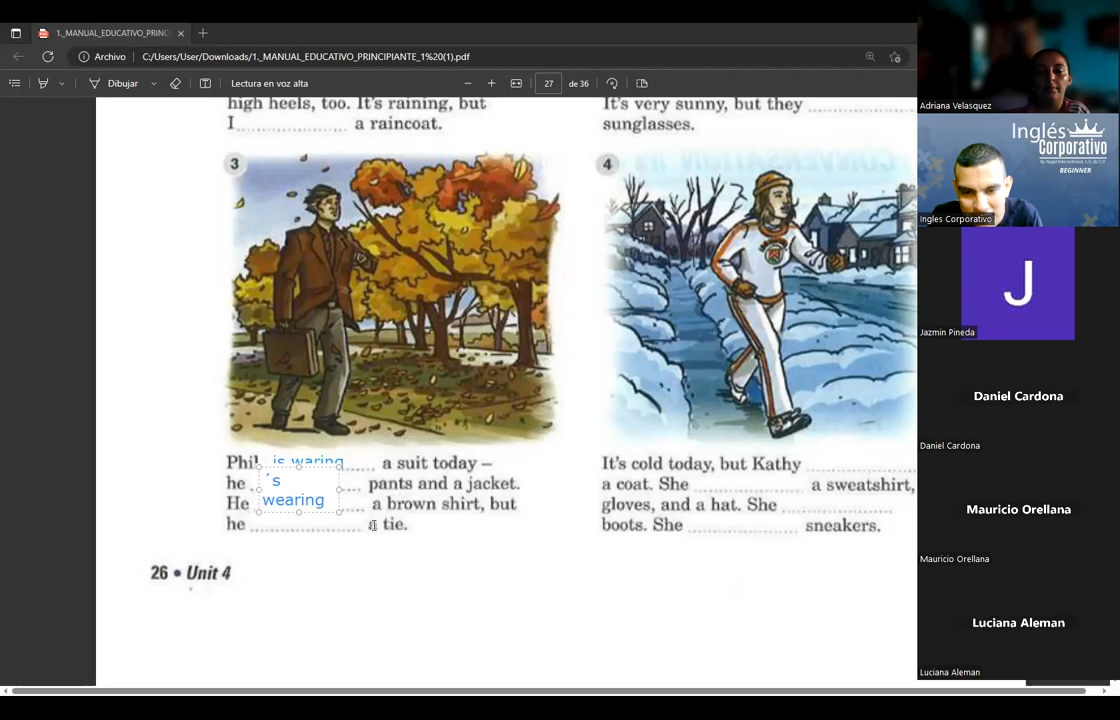 1._MANUAL_EDUCATIVO_PRINC
Archivo
C:/Users/User/Downloads/1._MANUAL_EDUCATIVO_PRINCIPIANTE_1%20(1).pdf
Dibujar
Lectura en voz alta
27
de 36
high heels, too. It's raining, but
I .................. a raincoat.
It's very sunny, but they ..................
sunglasses.
3
4
Phil is waring a suit today –
he ´s wearing pants and a jacket.
He .................. a brown shirt, but
he .................. a tie.
It's cold today, but Kathy ..................
a coat. She .................. a sweatshirt,
gloves, and a hat. She ..................
boots. She .................. sneakers.
26 • Unit 4
Adriana Velasquez
Inglés
Corporativo
BEGINNER
Ingles Corporativo
J
Jazmin Pineda
Daniel Cardona
Daniel Cardona
Mauricio Orellana
Mauricio Orellana
Luciana Aleman
Luciana Aleman